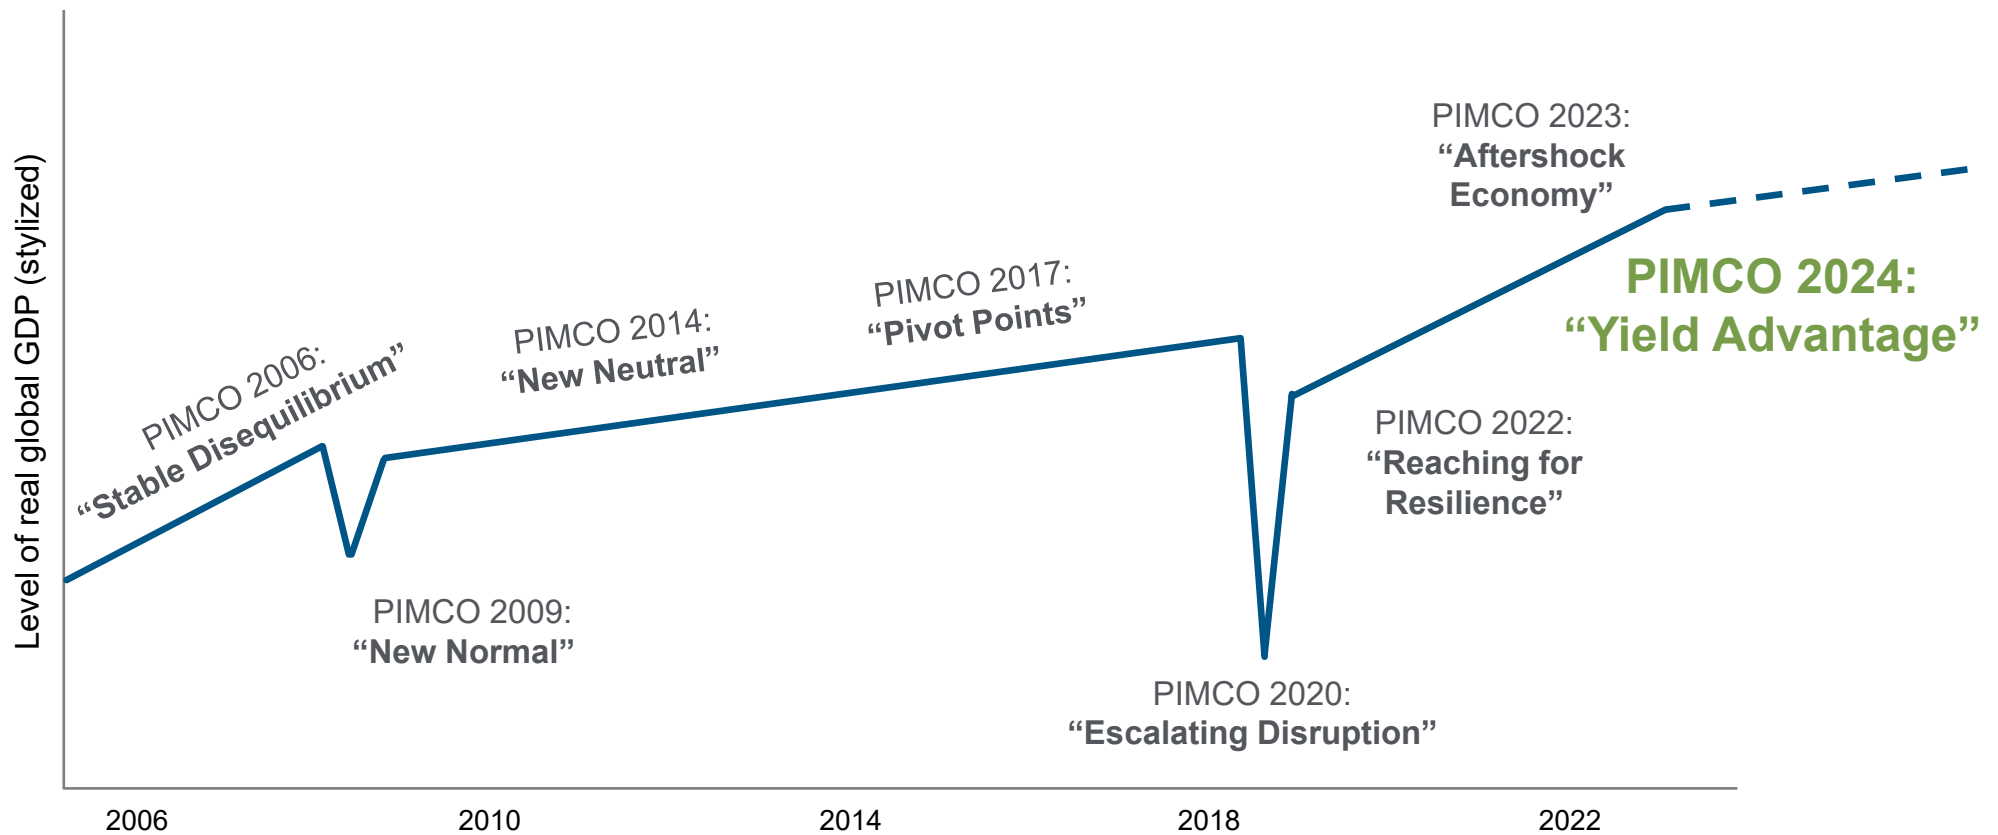 Level of real global GDP (stylized)
PIMCO 2006:
“Stable Disequilibrium”
PIMCO 2009:
“New Normal”
PIMCO 2014:
“New Neutral”
PIMCO 2017:
“Pivot Points”
PIMCO 2020:
“Escalating Disruption”
PIMCO 2022:
“Reaching for
Resilience”
PIMCO 2023:
“Aftershock
Economy”
PIMCO 2024:
“Yield Advantage”
2006
2010
2014
2018
2022